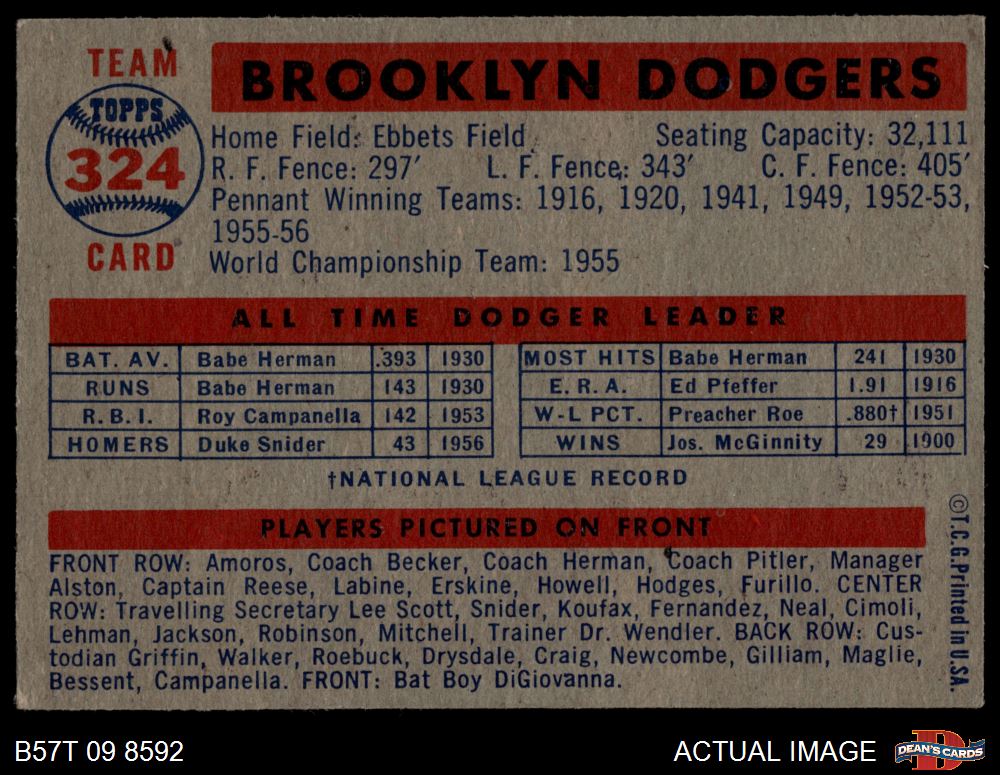 TEAM
TOPPS
324
CARD
BROOKLYN DODGERS
Home Field: Ebbets Field Seating Capacity: 32,111
R. F. Fence: 297′ L. F. Fence: 343′ C. F. Fence: 405′
Pennant Winning Teams: 1916, 1920, 1941, 1949, 1952-53,
1955-56
World Championship Team: 1955
ALL TIME DODGER LEADER
BAT. AV. Babe Herman .393 1930 MOST HITS Babe Herman 241 1930
RUNS Babe Herman 143 1930 E. R. A. Ed Pfeffer 1.91 1916
R. B. I. Roy Campanella 142 1953 W-L PCT. Preacher Roe .880† 1951
HOMERS Duke Snider 43 1956 WINS Jos. McGinnity 29 1900
†NATIONAL LEAGUE RECORD
PLAYERS PICTURED ON FRONT
FRONT ROW: Amoros, Coach Becker, Coach Herman, Coach Pitler, Manager
Alston, Captain Reese, Labine, Erskine, Howell, Hodges, Furillo. CENTER
ROW: Travelling Secretary Lee Scott, Snider, Koufax, Fernandez, Neal, Cimoli,
Lehman, Jackson, Robinson, Mitchell, Trainer Dr. Wendler. BACK ROW: Cus-
todian Griffin, Walker, Roebuck, Drysdale, Craig, Newcombe, Gilliam, Maglie,
Bessent, Campanella. FRONT: Bat Boy DiGiovanna.
©T.C.G.Printed in U.S.A.
B57T 09 8592
ACTUAL IMAGE
D
DEAN'S CARDS